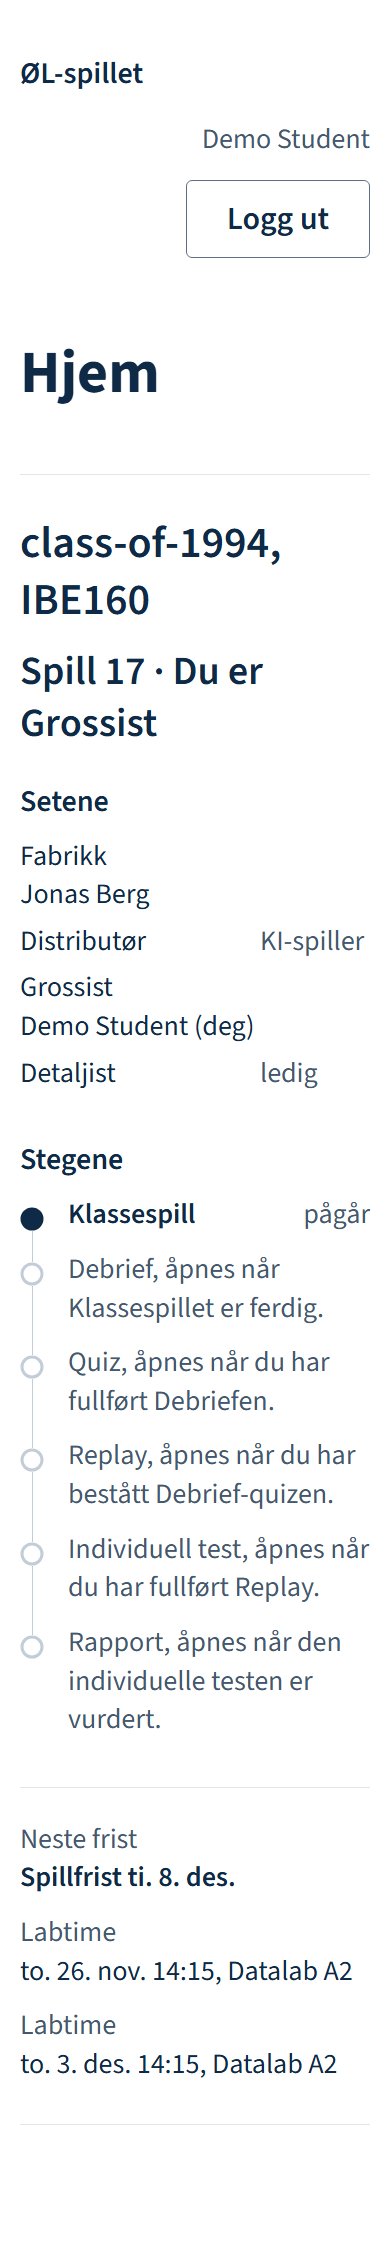 ØL-spillet
Demo Student
Logg ut
Hjem
class-of-1994,
IBE160
Spill 17 · Du er
Grossist
Setene
Fabrikk
Jonas Berg
Distributør KI-spiller
Grossist
Demo Student (deg)
Detaljist ledig
Stegene
Klassespill pågår
Debrief, åpnes når
Klassespillet er ferdig.
Quiz, åpnes når du har
fullført Debriefen.
Replay, åpnes når du har
bestått Debrief-quizen.
Individuell test, åpnes når
du har fullført Replay.
Rapport, åpnes når den
individuelle testen er
vurdert.
Neste frist
Spillfrist ti. 8. des.
Labtime
to. 26. nov. 14:15, Datalab A2
Labtime
to. 3. des. 14:15, Datalab A2